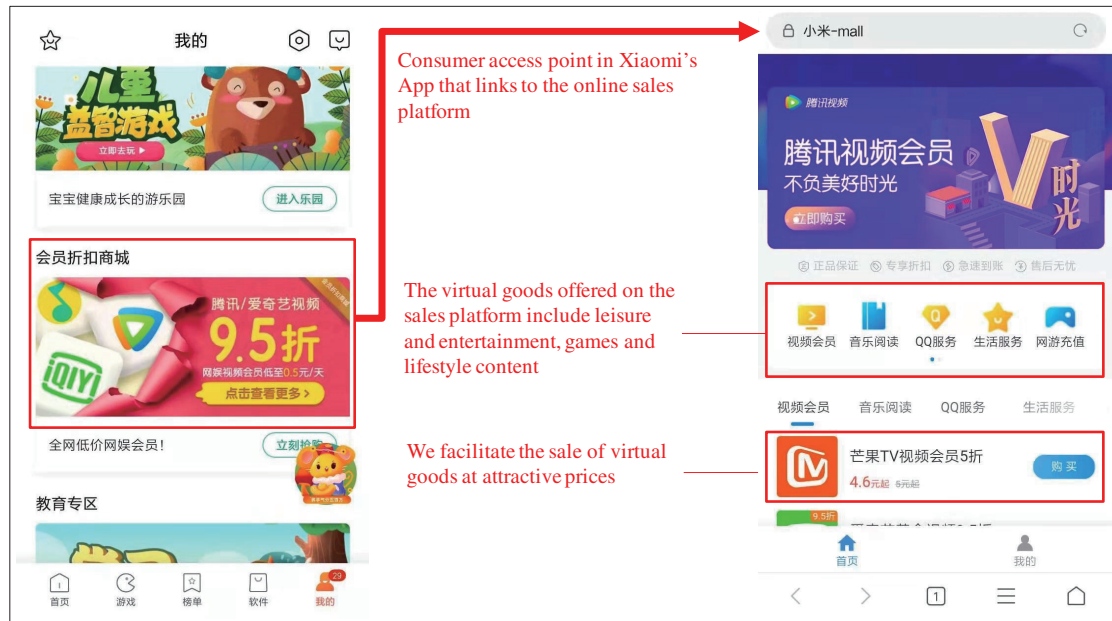 我的
儿童
益智游戏
立即去玩
宝宝健康成长的游乐园
进入乐园
会员折扣商城
腾讯/爱奇艺视频
9.5折
网娱视频会员低至0.5元/天
点击查看更多>
iQIYI
全网低价网娱会员!
立刻抢购
教育专区
学习
首页
游戏
榜单
软件
我的
29
Consumer access point in Xiaomi's
App that links to the online sales
platform
The virtual goods offered on the
sales platform include leisure
and entertainment, games and
lifestyle content
We facilitate the sale of virtual
goods at attractive prices
小米-mall
腾讯视频
腾讯视频会员
不负美好时光
立即购买
V
时
光
正品保证
专享折扣
急速到账
售后无忧
视频会员
音乐阅读
QQ服务
生活服务
网游充值
视频会员
音乐阅读
QQ服务
生活服务
芒果TV视频会员5折
4.6元起 5元起
购买
9.5折
首页
我的
1